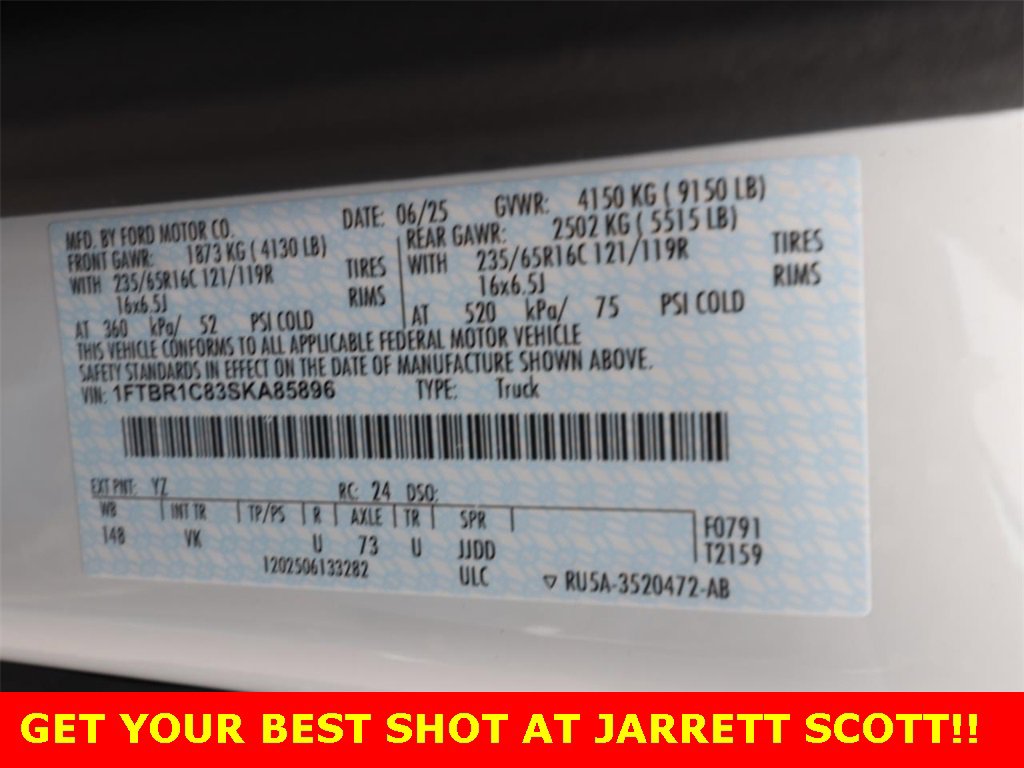 MFD. BY FORD MOTOR CO. DATE: 06/25 GVWR: 4150 KG ( 9150 LB)
FRONT GAWR: 1873 KG ( 4130 LB) REAR GAWR: 2502 KG ( 5515 LB)
WITH 235/65R16C 121/119R TIRES WITH 235/65R16C 121/119R TIRES
16x6.5J RIMS 16x6.5J RIMS
AT 360 kPa/ 52 PSI COLD AT 520 kPa/ 75 PSI COLD
THIS VEHICLE CONFORMS TO ALL APPLICABLE FEDERAL MOTOR VEHICLE
SAFETY STANDARDS IN EFFECT ON THE DATE OF MANUFACTURE SHOWN ABOVE.
VIN: 1FTBR1C83SKA85896 TYPE: Truck
EXT PNT: YZ RC: 24 DSO:
WB INT TR TP/PS R AXLE TR SPR F0791
148 VK U 73 U JJDD T2159
1202506133282 ULC ▽ RU5A-3520472-AB
GET YOUR BEST SHOT AT JARRETT SCOTT!!